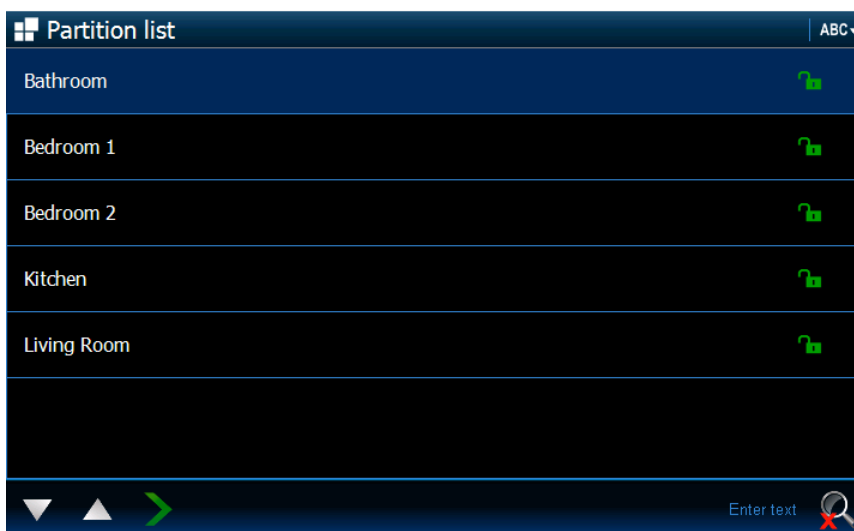 Partition list
ABC
Bathroom
Bedroom 1
Bedroom 2
Kitchen
Living Room
Enter text